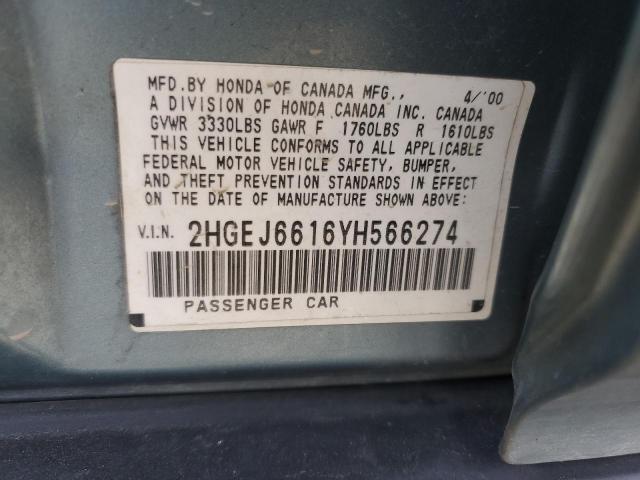 MFD.BY HONDA OF CANADA MFG., 4/'00
A DIVISION OF HONDA CANADA INC. CANADA
GVWR 3330LBS GAWR F 1760LBS R 1610LBS
THIS VEHICLE CONFORMS TO ALL APPLICABLE
FEDERAL MOTOR VEHICLE SAFETY, BUMPER,
AND THEFT PREVENTION STANDARDS IN EFFECT
ON THE DATE OF MANUFACTURE SHOWN ABOVE:
V.I.N. 2HGEJ6616YH566274
PASSENGER CAR